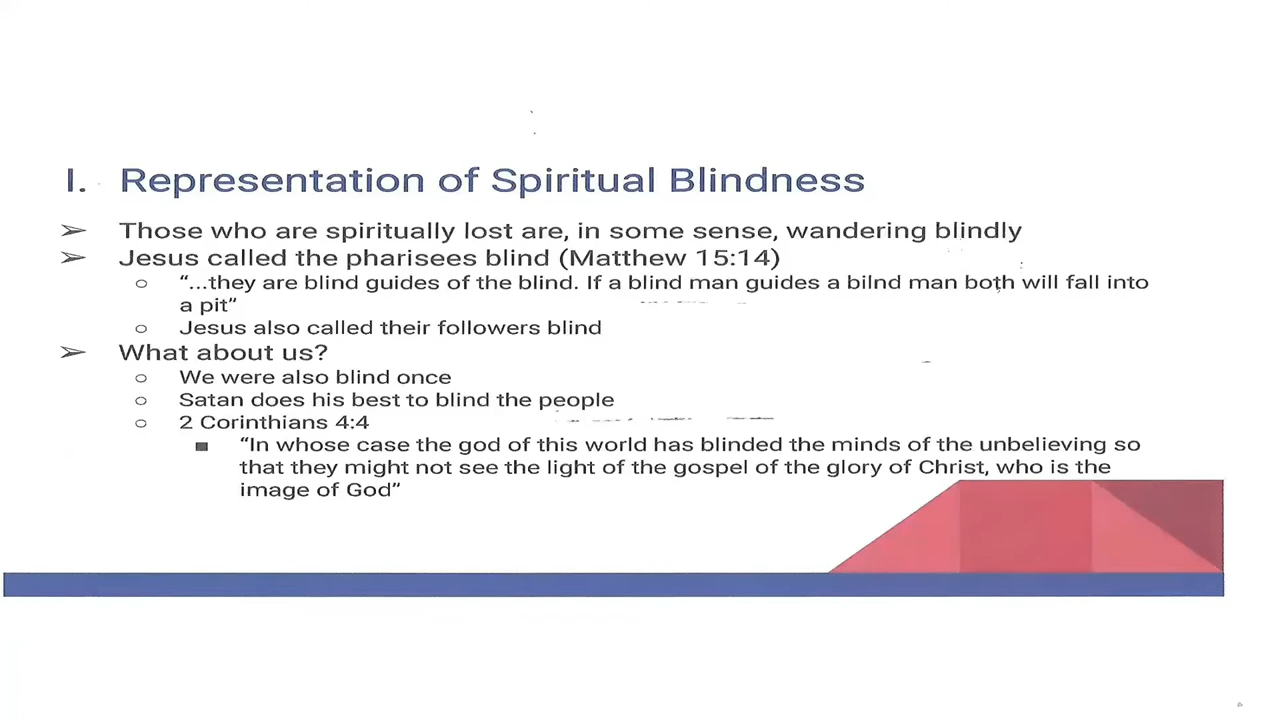 I. Representation of Spiritual Blindness
➢ Those who are spiritually lost are, in some sense, wandering blindly
➢ Jesus called the pharisees blind (Matthew 15:14)
○ “...they are blind guides of the blind. If a blind man guides a bilnd man both will fall into
a pit”
○ Jesus also called their followers blind
➢ What about us?
○ We were also blind once
○ Satan does his best to blind the people
○ 2 Corinthians 4:4
■ “In whose case the god of this world has blinded the minds of the unbelieving so
that they might not see the light of the gospel of the glory of Christ, who is the
image of God”